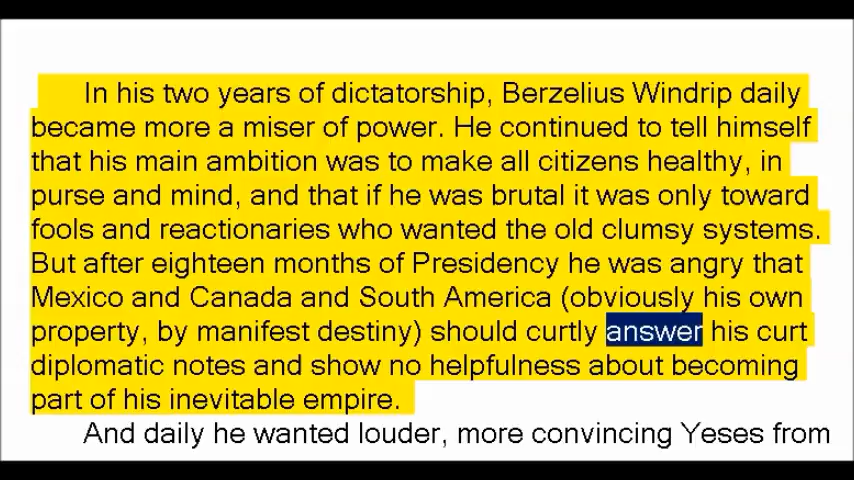 In his two years of dictatorship, Berzelius Windrip daily
became more a miser of power. He continued to tell himself
that his main ambition was to make all citizens healthy, in
purse and mind, and that if he was brutal it was only toward
fools and reactionaries who wanted the old clumsy systems.
But after eighteen months of Presidency he was angry that
Mexico and Canada and South America (obviously his own
property, by manifest destiny) should curtly answer his curt
diplomatic notes and show no helpfulness about becoming
part of his inevitable empire.
And daily he wanted louder, more convincing Yeses from